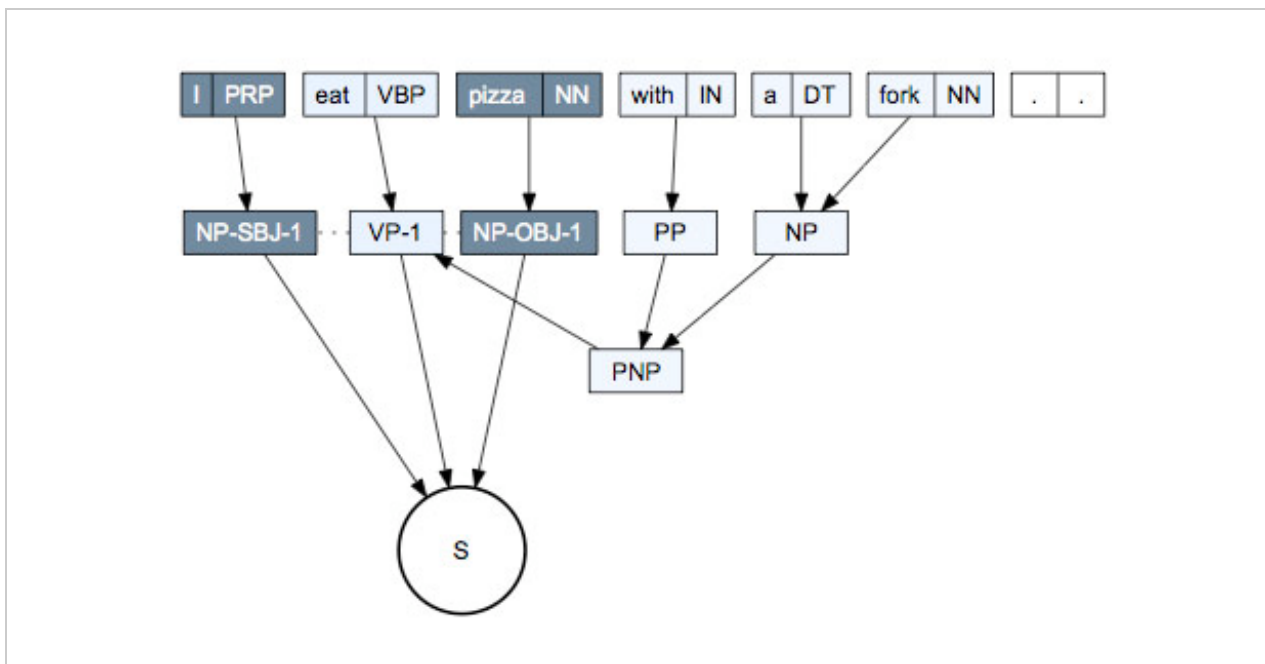 I PRP eat VBP pizza NN with IN a DT fork NN . .
NP-SBJ-1 VP-1 NP-OBJ-1 PP NP
PNP
S